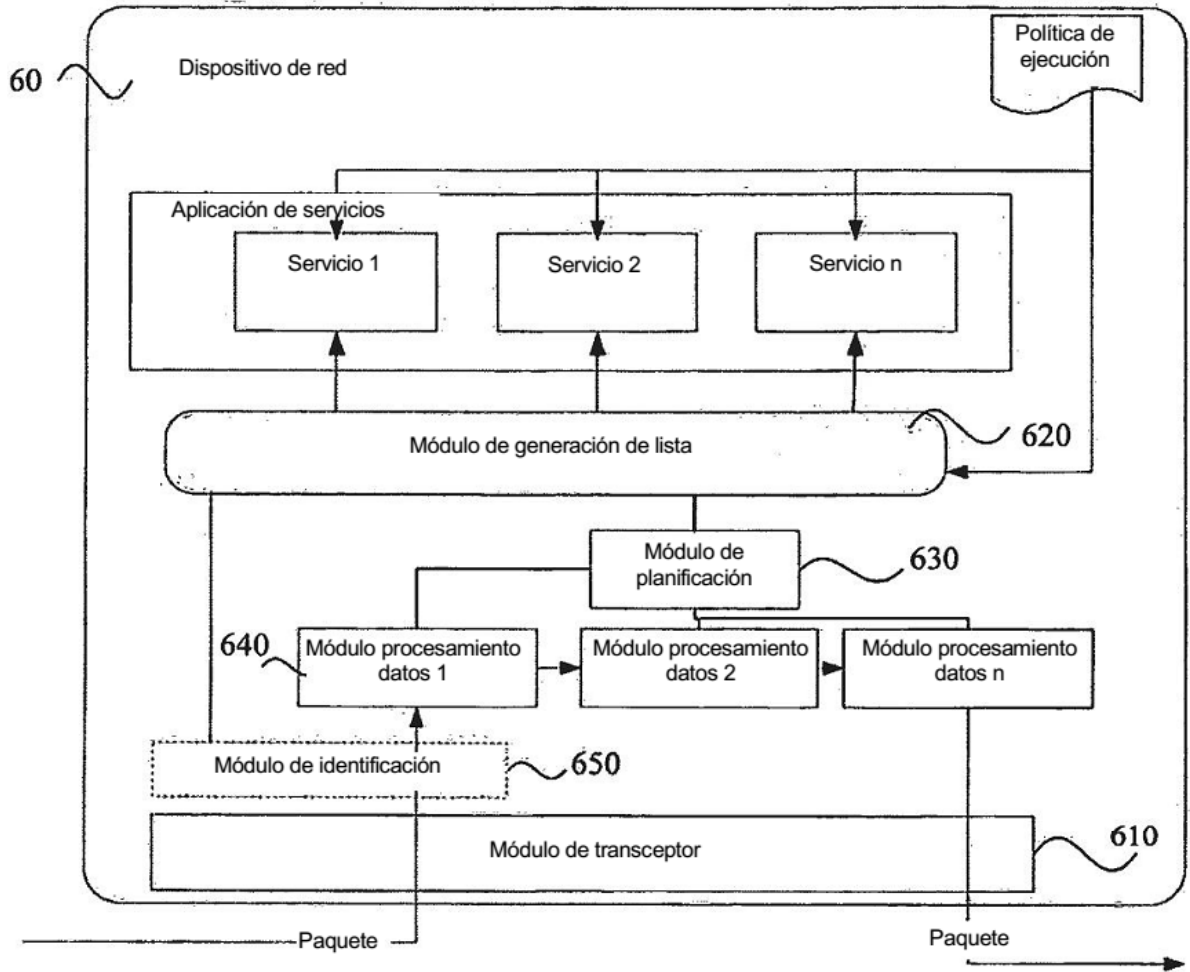 Política de
ejecución
60
Dispositivo de red
Aplicación de servicios
Servicio 1
Servicio 2
Servicio n
Módulo de generación de lista
620
Módulo de
planificación
630
640
Módulo procesamiento
datos 1
Módulo procesamiento
datos 2
Módulo procesamiento
datos n
Módulo de identificación
650
Módulo de transceptor
610
Paquete
Paquete